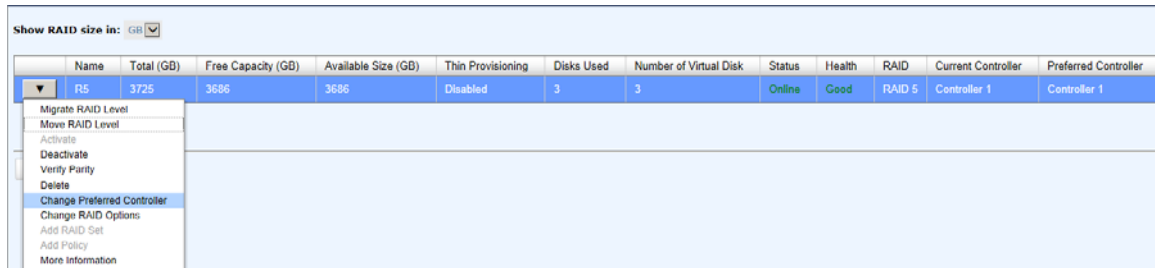 Show RAID size in: GB
Name Total (GB) Free Capacity (GB) Available Size (GB) Thin Provisioning Disks Used Number of Virtual Disk Status Health RAID Current Controller Preferred Controller
▼ R5 3725 3686 3686 Disabled 3 3 Online Good RAID 5 Controller 1 Controller 1
Migrate RAID Level
Move RAID Level
Activate
Deactivate
Verify Parity
Delete
Change Preferred Controller
Change RAID Options
Add RAID Set
Add Policy
More Information